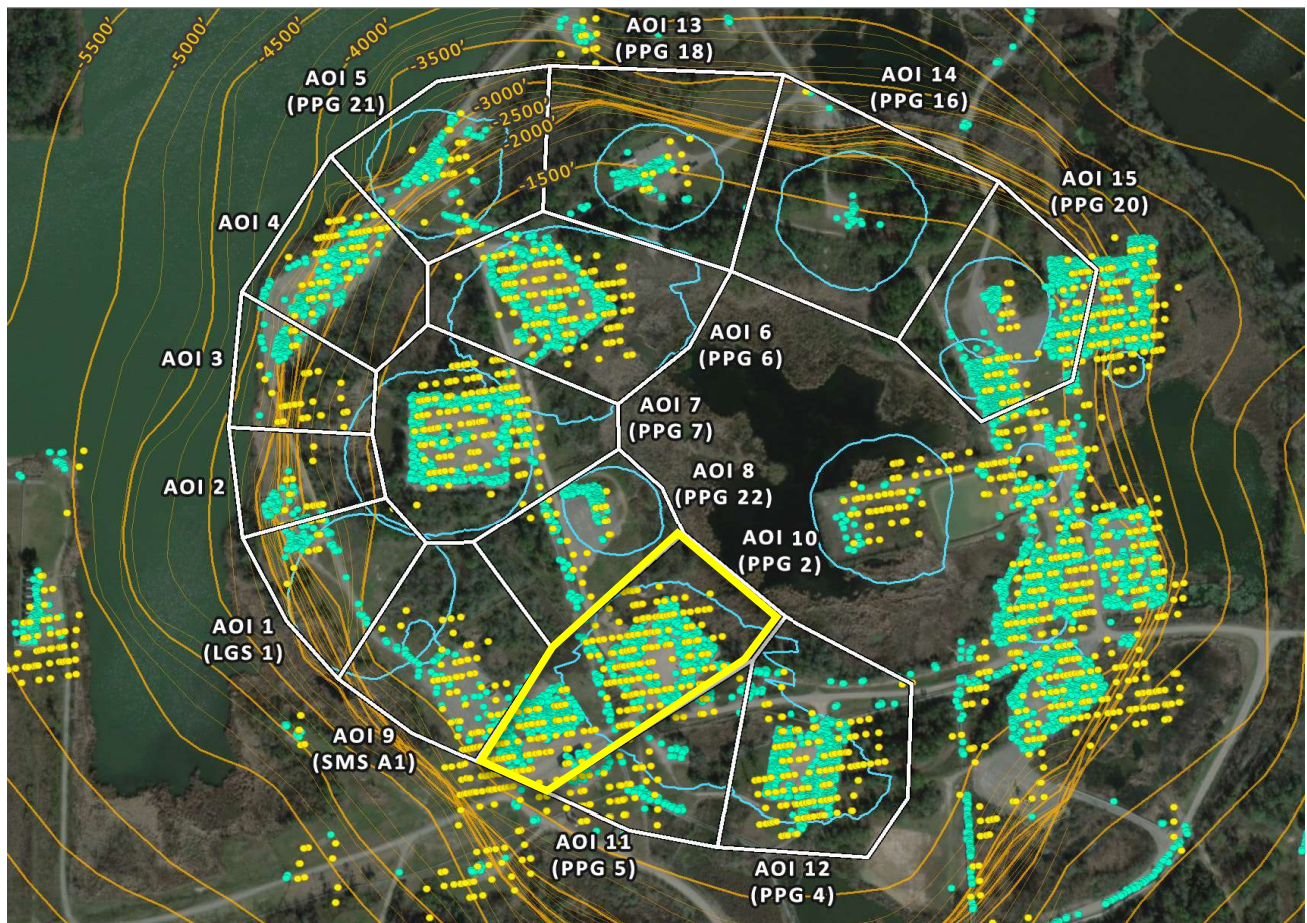 -5500'
-5000'
-4500'
-4000'
-3500'
-3000'
-2500'
-2000'
-1500'
AOI 13
(PPG 18)
AOI 5
(PPG 21)
AOI 14
(PPG 16)
AOI 15
(PPG 20)
AOI 4
AOI 3
AOI 6
(PPG 6)
AOI 7
(PPG 7)
AOI 2
AOI 8
(PPG 22)
AOI 10
(PPG 2)
AOI 1
(LGS 1)
AOI 9
(SMS A1)
AOI 11
(PPG 5)
AOI 12
(PPG 4)